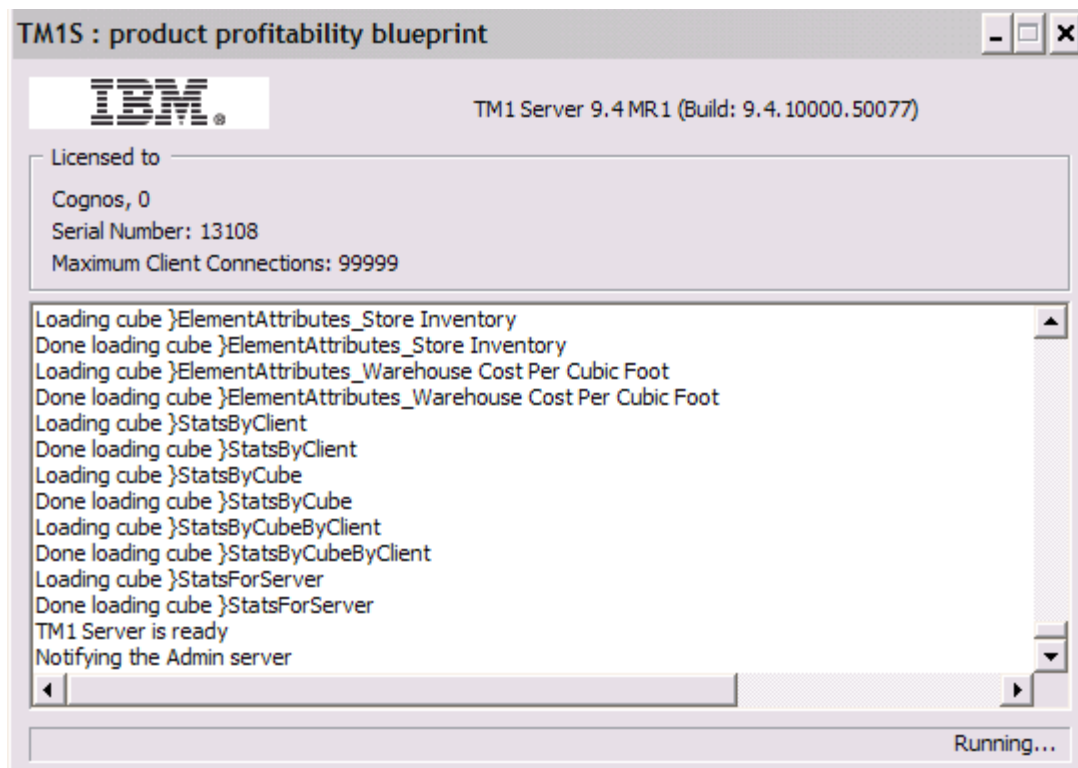 TM1S : product profitability blueprint
IBM®
TM1 Server 9.4 MR1 (Build: 9.4.10000.50077)
Licensed to
Cognos, 0
Serial Number: 13108
Maximum Client Connections: 99999
Loading cube }ElementAttributes_Store Inventory
Done loading cube }ElementAttributes_Store Inventory
Loading cube }ElementAttributes_Warehouse Cost Per Cubic Foot
Done loading cube }ElementAttributes_Warehouse Cost Per Cubic Foot
Loading cube }StatsByClient
Done loading cube }StatsByClient
Loading cube }StatsByCube
Done loading cube }StatsByCube
Loading cube }StatsByCubeByClient
Done loading cube }StatsByCubeByClient
Loading cube }StatsForServer
Done loading cube }StatsForServer
TM1 Server is ready
Notifying the Admin server
Running...